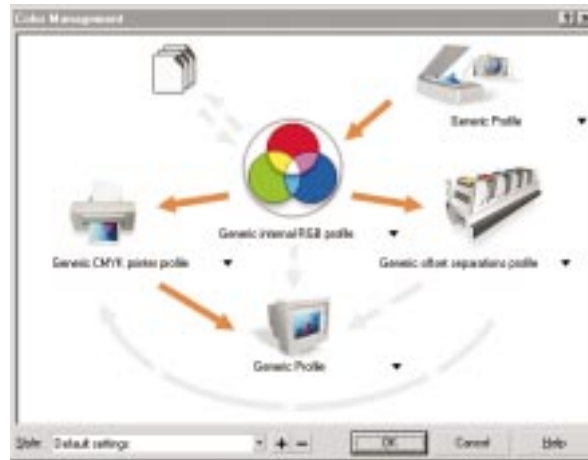 Color Management
Generic Profile
Generic internal RGB profile
Generic CMYK printer profile
Generic offset separations profile
Generic Profile
Style: Default settings
+ −
OK
Cancel
Help